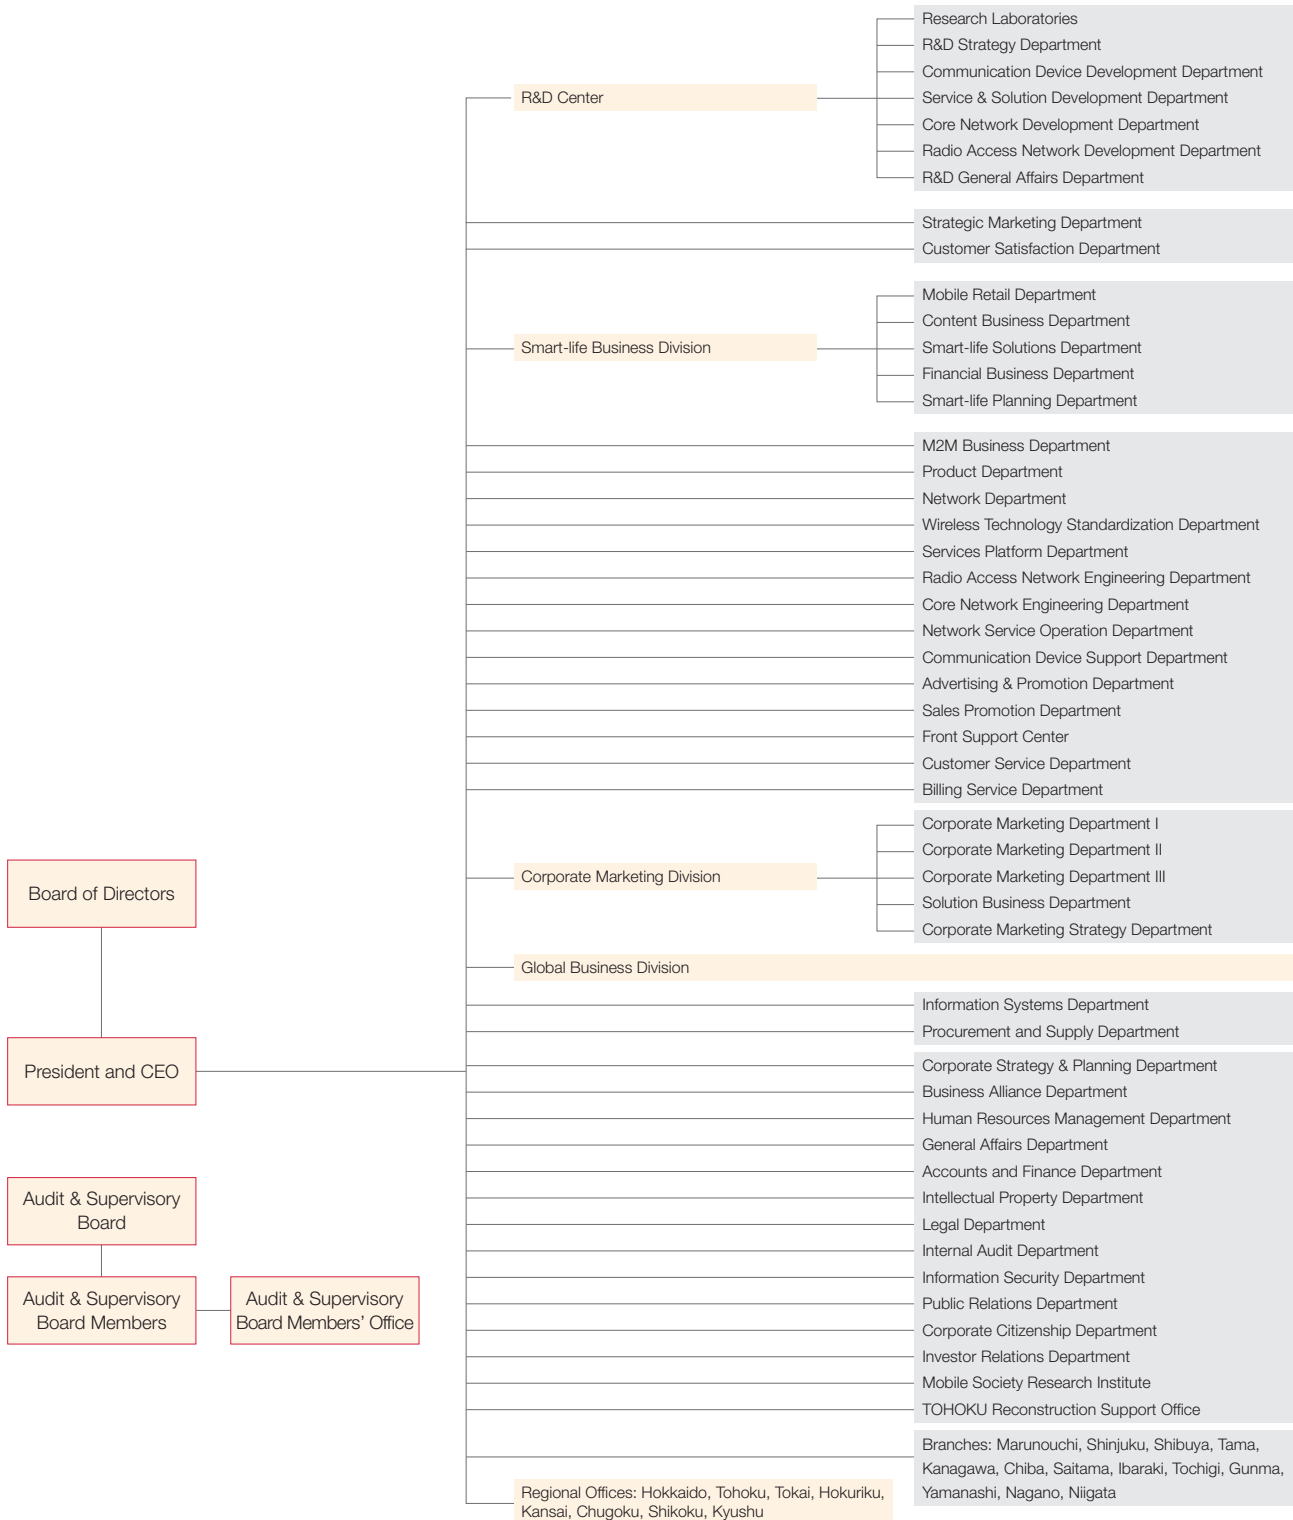 Research Laboratories
R&D Strategy Department
Communication Device Development Department
R&D Center
Service & Solution Development Department
Core Network Development Department
Radio Access Network Development Department
R&D General Affairs Department
Strategic Marketing Department
Customer Satisfaction Department
Mobile Retail Department
Content Business Department
Smart-life Business Division
Smart-life Solutions Department
Financial Business Department
Smart-life Planning Department
M2M Business Department
Product Department
Network Department
Wireless Technology Standardization Department
Services Platform Department
Radio Access Network Engineering Department
Core Network Engineering Department
Network Service Operation Department
Communication Device Support Department
Advertising & Promotion Department
Sales Promotion Department
Front Support Center
Customer Service Department
Billing Service Department
Corporate Marketing Department I
Corporate Marketing Department II
Corporate Marketing Division
Corporate Marketing Department III
Solution Business Department
Corporate Marketing Strategy Department
Board of Directors
Global Business Division
Information Systems Department
Procurement and Supply Department
President and CEO
Corporate Strategy & Planning Department
Business Alliance Department
Human Resources Management Department
General Affairs Department
Accounts and Finance Department
Intellectual Property Department
Legal Department
Internal Audit Department
Information Security Department
Public Relations Department
Corporate Citizenship Department
Investor Relations Department
Mobile Society Research Institute
TOHOKU Reconstruction Support Office
Audit & Supervisory
Board
Audit & Supervisory
Board Members
Audit & Supervisory
Board Members’ Office
Branches: Marunouchi, Shinjuku, Shibuya, Tama,
Kanagawa, Chiba, Saitama, Ibaraki, Tochigi, Gunma,
Yamanashi, Nagano, Niigata
Regional Offices: Hokkaido, Tohoku, Tokai, Hokuriku,
Kansai, Chugoku, Shikoku, Kyushu